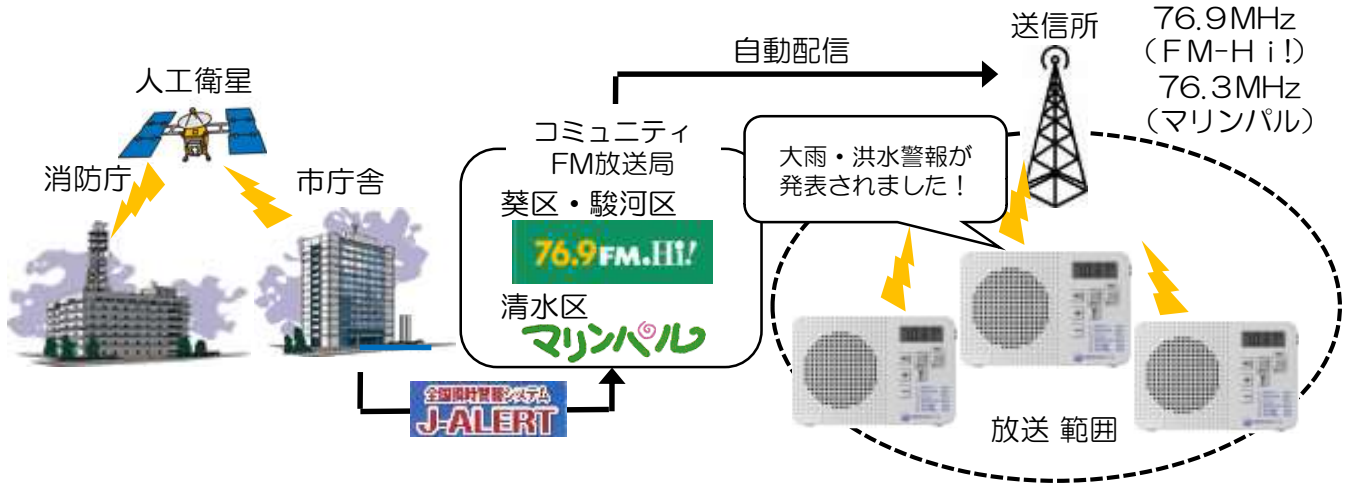 人工衛星
消防庁
市庁舎
全国瞬時警報システム
J-ALERT
コミュニティ
FM放送局
葵区・駿河区
76.9FM.Hi!
清水区
マリンパル
自動配信
送信所
76.9MHz
(FM-Hi!)
76.3MHz
(マリンパル)
大雨・洪水警報が
発表されました！
放送 範囲